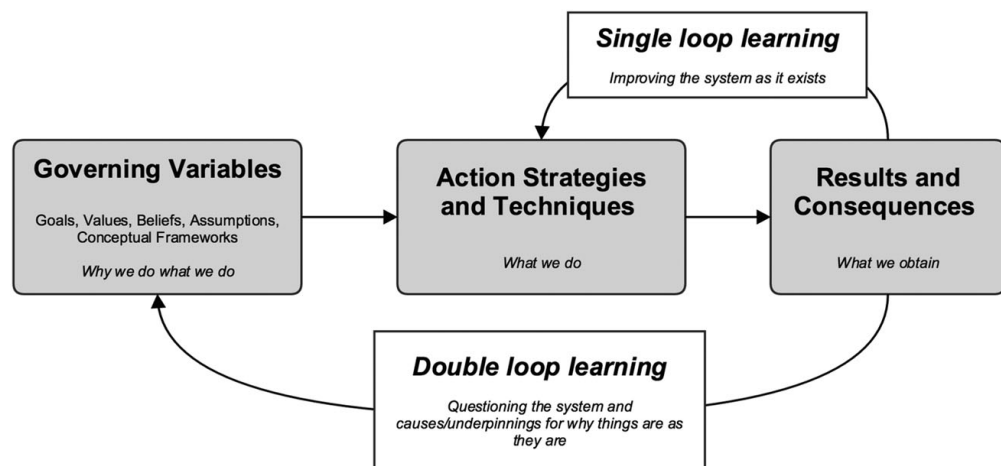 Single loop learning
Improving the system as it exists
Governing Variables
Goals, Values, Beliefs, Assumptions,
Conceptual Frameworks
Why we do what we do
Action Strategies
and Techniques
What we do
Results and
Consequences
What we obtain
Double loop learning
Questioning the system and
causes/underpinnings for why things are as
they are